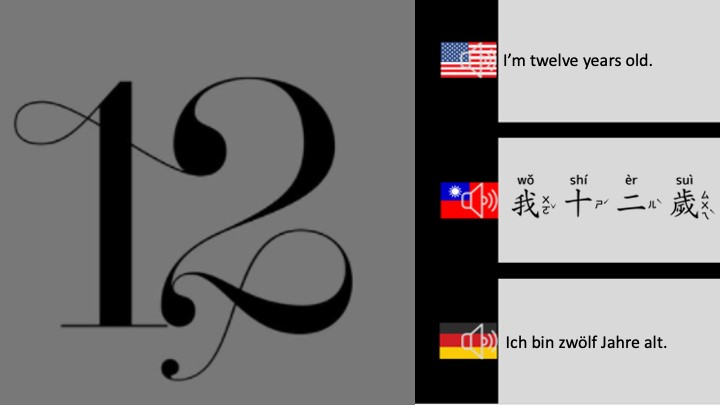 12
I’m twelve years old.
wǒ shí èr suì
我ㄨㄛˇ 十ㄕˊ 二ㄦˋ 歲ㄙㄨㄟˋ
Ich bin zwölf Jahre alt.